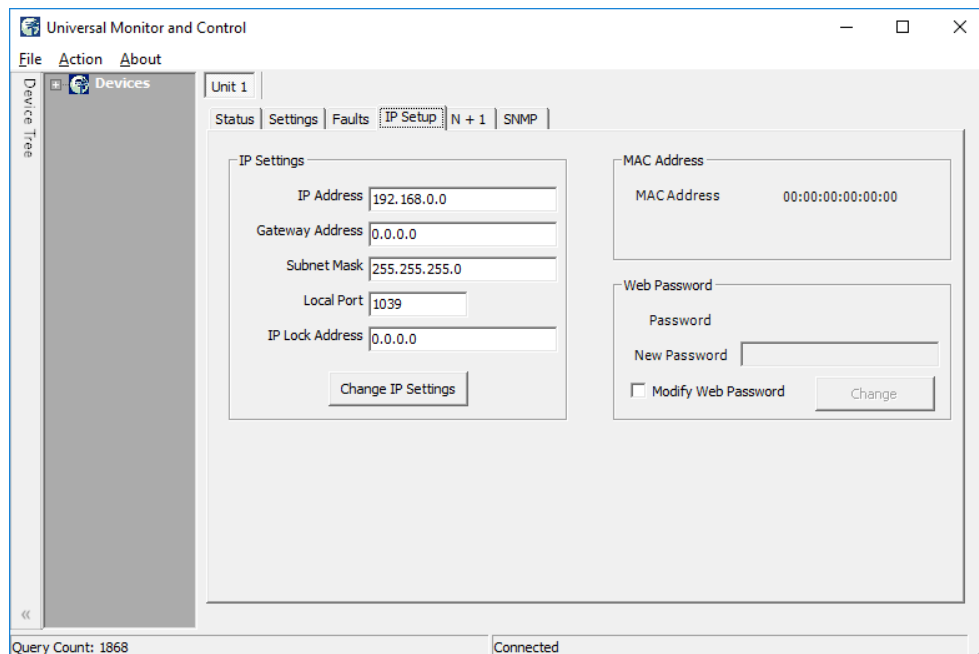 Universal Monitor and Control
File Action About
Device Tree
Devices
Unit 1
Status Settings Faults IP Setup N + 1 SNMP
IP Settings
IP Address 192.168.0.0
Gateway Address 0.0.0.0
Subnet Mask 255.255.255.0
Local Port 1039
IP Lock Address 0.0.0.0
Change IP Settings
MAC Address
MAC Address 00:00:00:00:00:00
Web Password
Password
New Password
Modify Web Password Change
«
Query Count: 1868 Connected